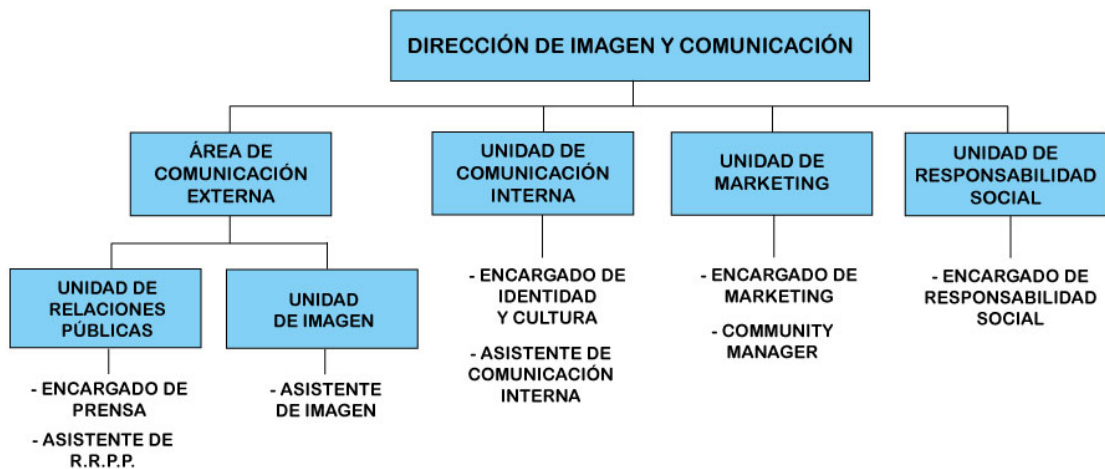 DIRECCIÓN DE IMAGEN Y COMUNICACIÓN
ÁREA DE
COMUNICACIÓN
EXTERNA
UNIDAD DE
COMUNICACIÓN
INTERNA
UNIDAD DE
MARKETING
UNIDAD DE
RESPONSABILIDAD
SOCIAL
UNIDAD DE
RELACIONES
PÚBLICAS
UNIDAD
DE IMAGEN
- ENCARGADO DE
IDENTIDAD
Y CULTURA
- ASISTENTE DE
COMUNICACIÓN
INTERNA
- ENCARGADO DE
MARKETING
- COMMUNITY
MANAGER
- ENCARGADO DE
RESPONSABILIDAD
SOCIAL
- ENCARGADO DE
PRENSA
- ASISTENTE DE
R.R.P.P.
- ASISTENTE
DE IMAGEN